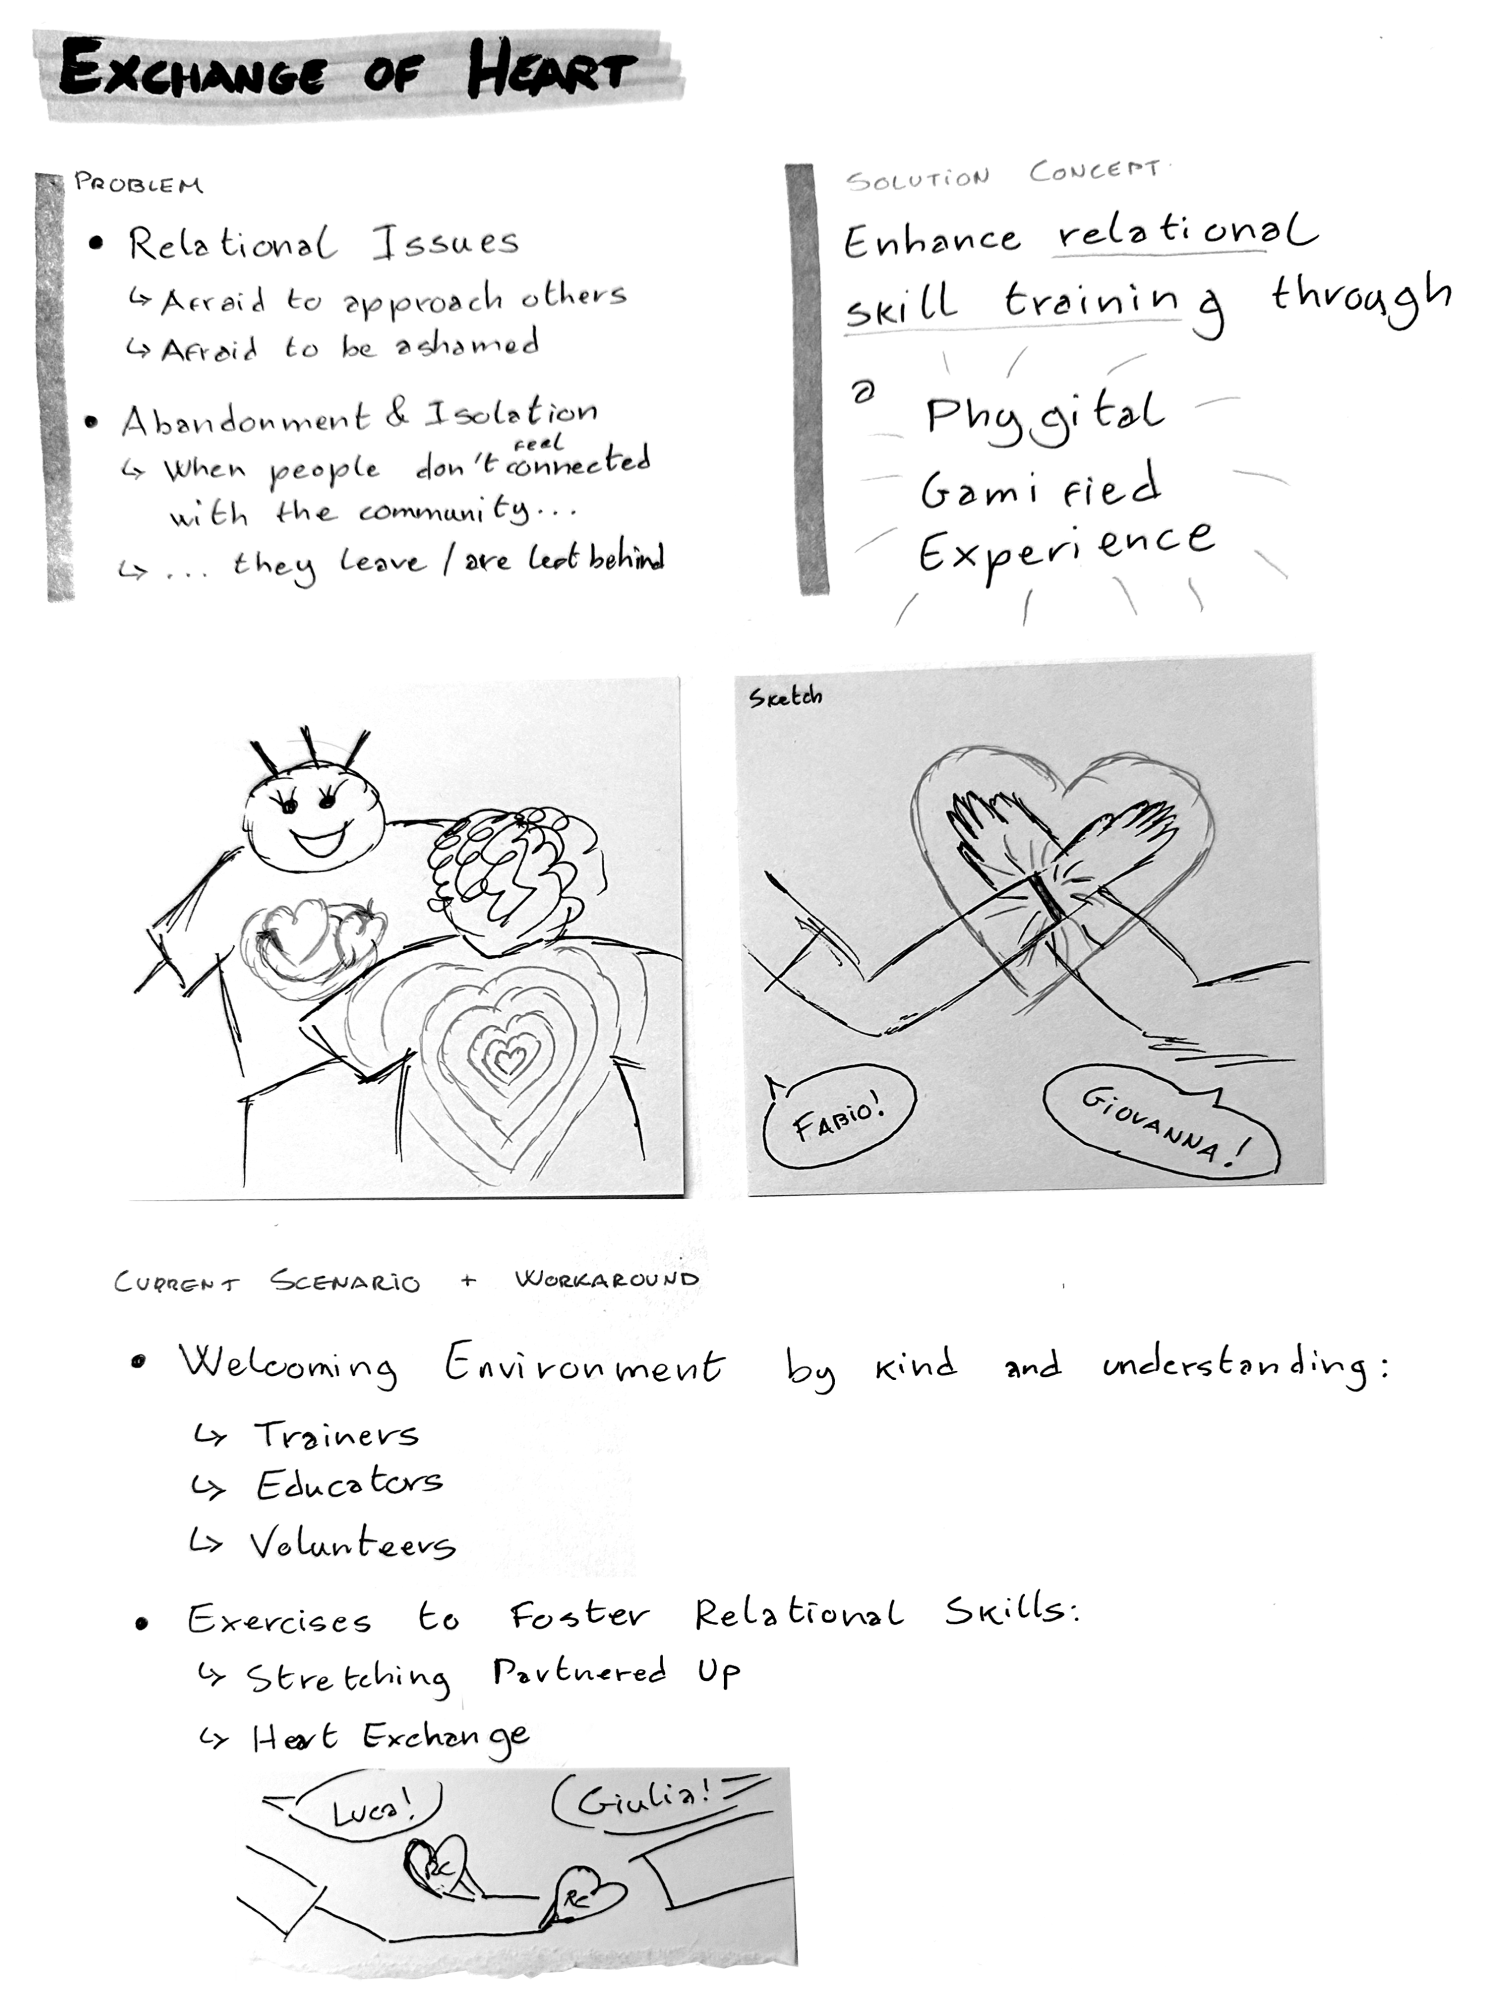 EXCHANGE OF HEART
PROBLEM
• Relational Issues
↳ Afraid to approach others
↳ Afraid to be ashamed
• Abandonment & Isolation
↳ When people don't feel connected
with the community...
↳ ... they leave / are left behind
SOLUTION CONCEPT
Enhance relational
skill training through
a Phygital
Gamified
Experience
Sketch
FABIO!
GIOVANNA!
CURRENT SCENARIO + WORKAROUND
• Welcoming Environment by kind and understanding:
↳ Trainers
↳ Educators
↳ Volunteers
• Exercises to Foster Relational Skills:
↳ Stretching Partnered Up
↳ Heart Exchange
Luca!
Giulia!
RC
RC